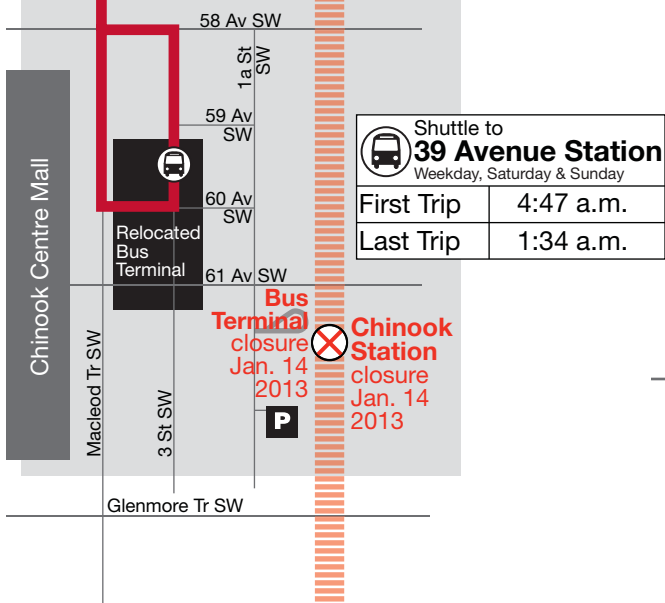 58 Av SW
1a St
SW
59 Av
SW
Shuttle to
39 Avenue Station
Weekday, Saturday & Sunday
First Trip 4:47 a.m.
Last Trip 1:34 a.m.
Chinook Centre Mall
60 Av
SW
Relocated
Bus
Terminal
61 Av SW
Bus
Terminal
closure
Jan. 14
2013
Chinook
Station
closure
Jan. 14
2013
Macleod Tr SW
3 St SW
P
Glenmore Tr SW